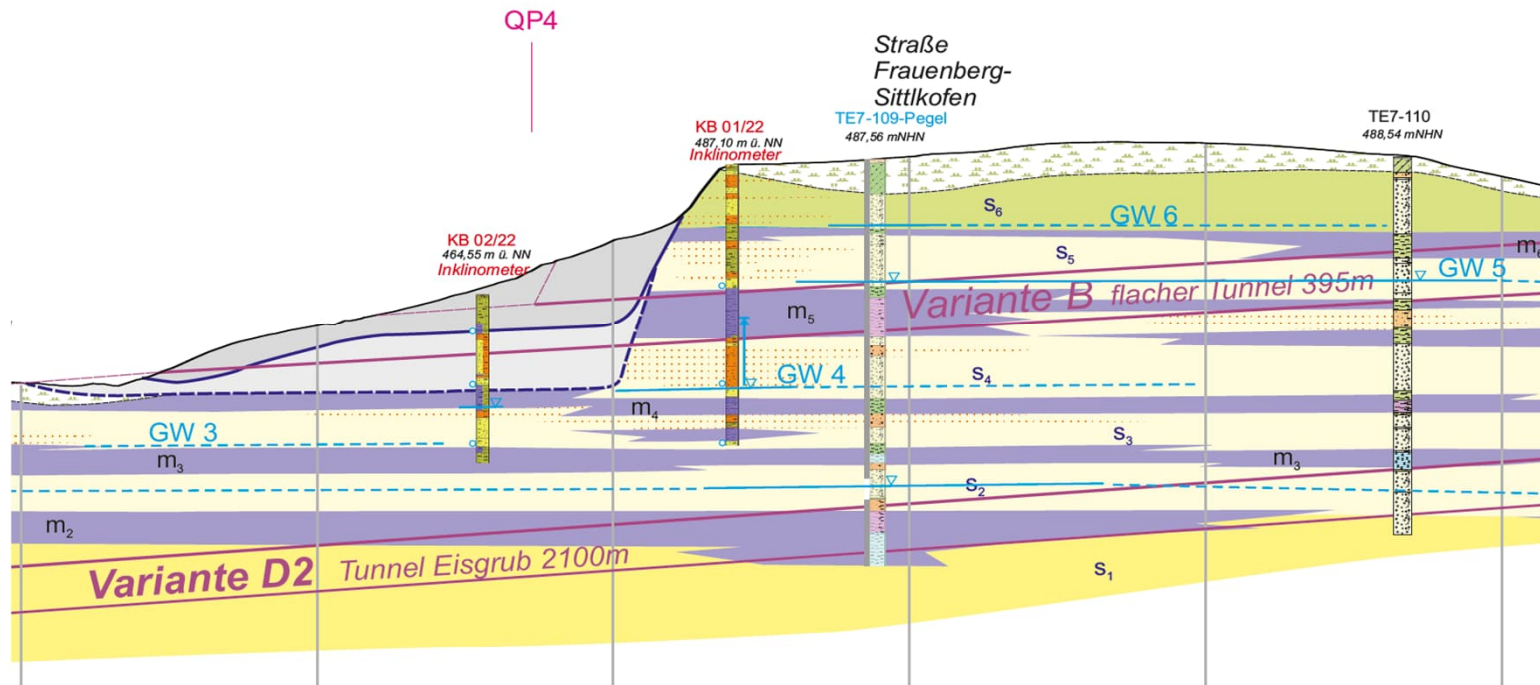 QP4
Straße
Frauenberg-
Sittlkofen
KB 01/22
487,10 m ü. NN
Inklinometer
TE7-109-Pegel
487,56 mNHN
TE7-110
488,54 mNHN
KB 02/22
464,55 m ü. NN
Inklinometer
s6
GW 6
s5
m6
GW 5
Variante B flacher Tunnel 395m
m5
GW 4
s4
m4
GW 3
s3
m3
m3
s2
m2
Variante D2 Tunnel Eisgrub 2100m
s1